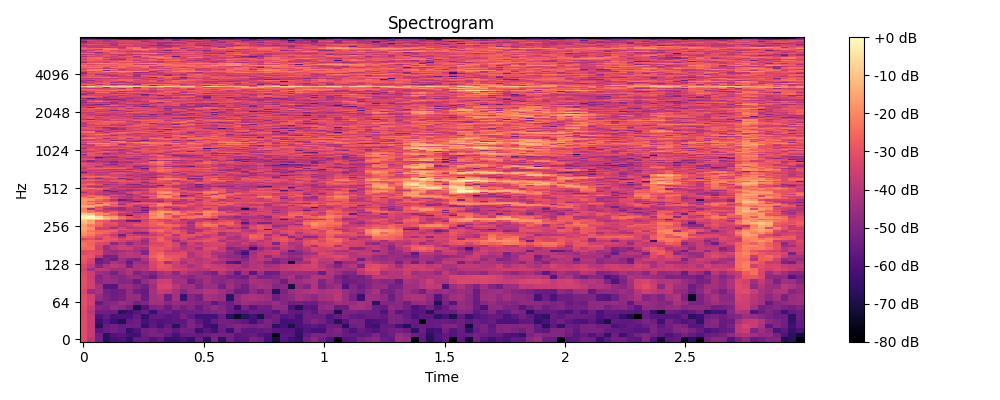 Spectrogram
Hz
4096
2048
1024
512
256
128
64
0
0
0.5
1
1.5
2
2.5
Time
+0 dB
-10 dB
-20 dB
-30 dB
-40 dB
-50 dB
-60 dB
-70 dB
-80 dB